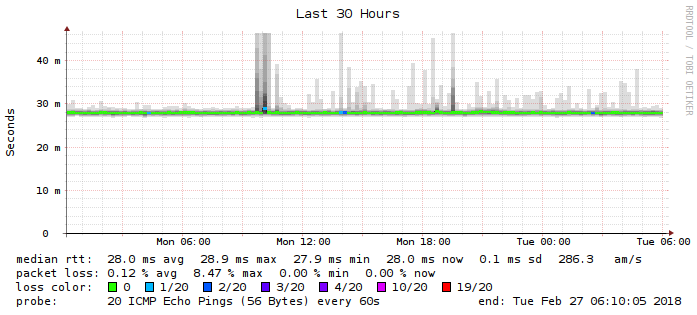 Last 30 Hours
RRDTOOL / TOBI OETIKER
Seconds
40 m
30 m
20 m
10 m
0
Mon 06:00 Mon 12:00 Mon 18:00 Tue 00:00 Tue 06:00
median rtt: 28.0 ms avg 28.9 ms max 27.9 ms min 28.0 ms now 0.1 ms sd 286.3 am/s
packet loss: 0.12 % avg 8.47 % max 0.00 % min 0.00 % now
loss color: 0 1/20 2/20 3/20 4/20 10/20 19/20
probe: 20 ICMP Echo Pings (56 Bytes) every 60s end: Tue Feb 27 06:10:05 2018